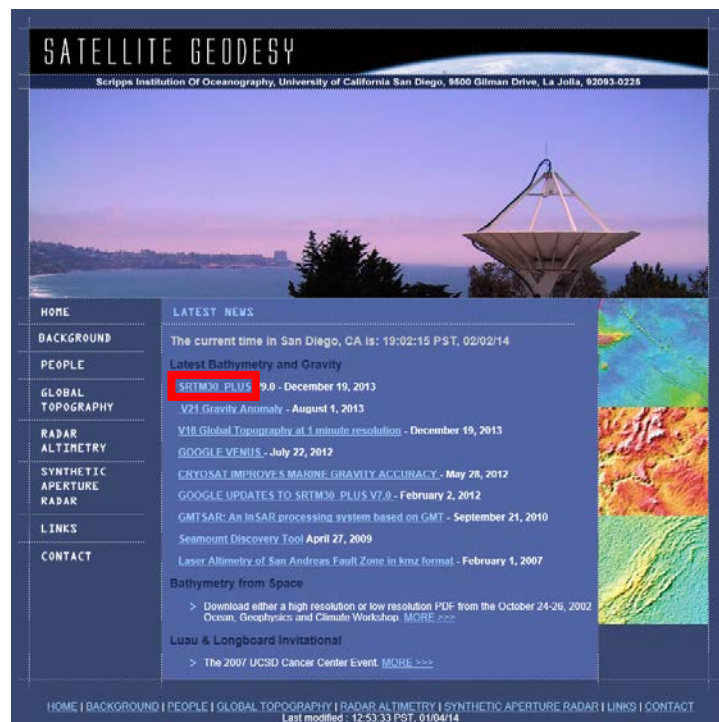 SATELLITE GEODESY
Scripps Institution Of Oceanography, University of California San Diego, 9500 Gilman Drive, La Jolla, 92093-0225
HOME
BACKGROUND
PEOPLE
GLOBAL
TOPOGRAPHY
RADAR
ALTIMETRY
SYNTHETIC
APERTURE
RADAR
LINKS
CONTACT
LATEST NEWS
The current time in San Diego, CA is: 19:02:15 PST, 02/02/14
Latest Bathymetry and Gravity
SRTM30_PLUS V9.0 - December 19, 2013
V21 Gravity Anomaly - August 1, 2013
V16 Global Topography at 1 minute resolution - December 19, 2013
GOOGLE VENUS - July 22, 2012
CRYOSAT IMPROVES MARINE GRAVITY ACCURACY - May 28, 2012
GOOGLE UPDATES TO SRTM30_PLUS V7.0 - February 2, 2012
GMTSAR: An InSAR processing system based on GMT - September 21, 2010
Seamount Discovery Tool April 27, 2009
Laser Altimetry of San Andreas Fault Zone in kmz format - February 1, 2007
Bathymetry from Space
> Download either a high resolution or low resolution PDF from the October 24-26, 2002
Ocean, Geophysics and Climate Workshop. MORE >>>
Luau & Longboard Invitational
> The 2007 UCSD Cancer Center Event. MORE >>>
HOME | BACKGROUND | PEOPLE | GLOBAL TOPOGRAPHY | RADAR ALTIMETRY | SYNTHETIC APERTURE RADAR | LINKS | CONTACT
Last modified : 12:53:33 PST, 01/04/14